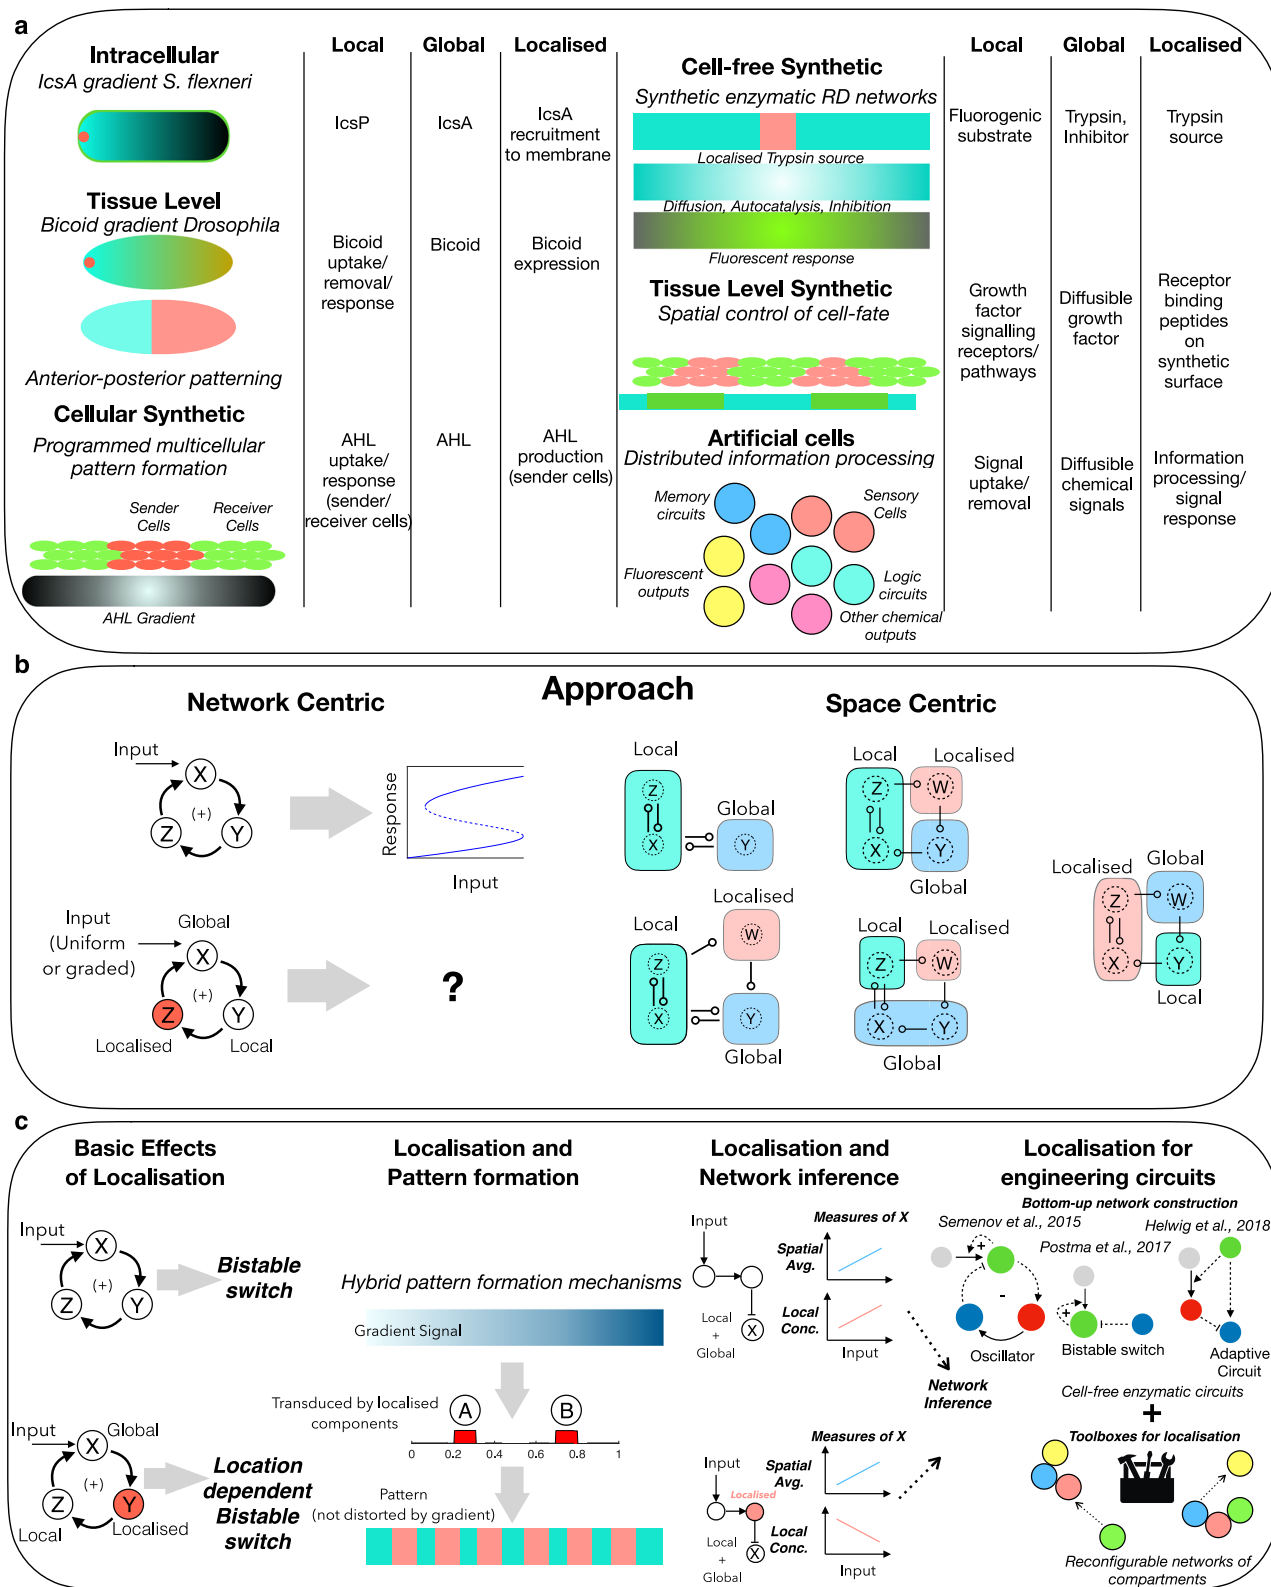 a
Intracellular
IcsA gradient S. flexneri
Local
Global
Localised
IcsP
IcsA
IcsA
recruitment
to membrane
Tissue Level
Bicoid gradient Drosophila
Bicoid
uptake/
removal/
response
Bicoid
Bicoid
expression
Anterior-posterior patterning
Cellular Synthetic
Programmed multicellular
pattern formation
Sender
Cells
Receiver
Cells
AHL Gradient
AHL
uptake/
response
(sender/
receiver cells)
AHL
AHL
production
(sender cells)
Cell-free Synthetic
Synthetic enzymatic RD networks
Localised Trypsin source
Diffusion, Autocatalysis, Inhibition
Fluorescent response
Local
Global
Localised
Fluorogenic
substrate
Trypsin,
Inhibitor
Trypsin
source
Tissue Level Synthetic
Spatial control of cell-fate
Growth
factor
signalling
receptors/
pathways
Diffusible
growth
factor
Receptor
binding
peptides
on
synthetic
surface
Artificial cells
Distributed information processing
Memory
circuits
Sensory
Cells
Fluorescent
outputs
Logic
circuits
Other chemical
outputs
Signal
uptake/
removal
Diffusible
chemical
signals
Information
processing/
signal
response
b
Approach
Network Centric
Space Centric
Input
X
(+)
Z
Y
Response
Input
Input
(Uniform
or graded)
Global
X
(+)
Z
Y
Localised
Local
?
Local
Z
X
Global
Y
Local
Z
X
Localised
W
Y
Global
Local
Z
X
Localised
W
Y
Global
Local
Z
Localised
W
X
Y
Global
Localised
Z
X
Global
W
Y
Local
c
Basic Effects
of Localisation
Input
X
(+)
Z
Y
Bistable
switch
Input
Global
X
(+)
Z
Y
Local
Localised
Location
dependent
Bistable
switch
Localisation and
Pattern formation
Hybrid pattern formation mechanisms
Gradient Signal
Transduced by localised
components
A
B
0 0.2 0.4 0.6 0.8 1
Pattern
(not distorted by gradient)
Localisation and
Network inference
Input
Local
+
Global
X
Measures of X
Spatial
Avg.
Local
Conc.
Input
Network
Inference
Input
Localised
Local
+
Global
X
Measures of X
Spatial
Avg.
Local
Conc.
Input
Localisation for
engineering circuits
Bottom-up network construction
Semenov et al., 2015
Helwig et al., 2018
Postma et al., 2017
+
-
+
Oscillator
Bistable switch
Adaptive
Circuit
Cell-free enzymatic circuits
+
Toolboxes for localisation
Reconfigurable networks of
compartments